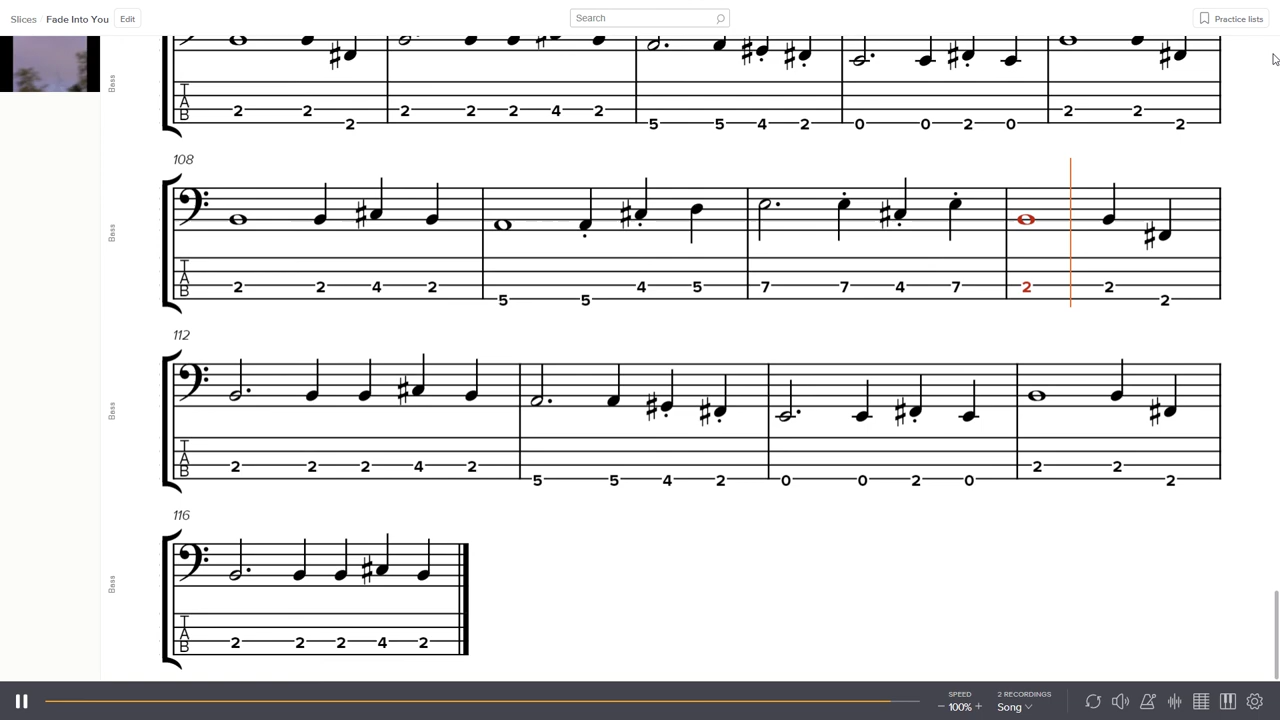 Slices Fade Into You Edit Search Practice lists
Bass
T A B
2 2 2 2 2 2 4 2 5 5 4 2 0 0 2 0 2 2 2
108
Bass
T A B
2 2 4 2 5 5 4 5 7 7 4 7 2 2 2
112
Bass
T A B
2 2 2 4 2 5 5 4 2 0 0 2 0 2 2 2
116
Bass
T A B
2 2 2 4 2
SPEED 2 RECORDINGS
− 100% + Song